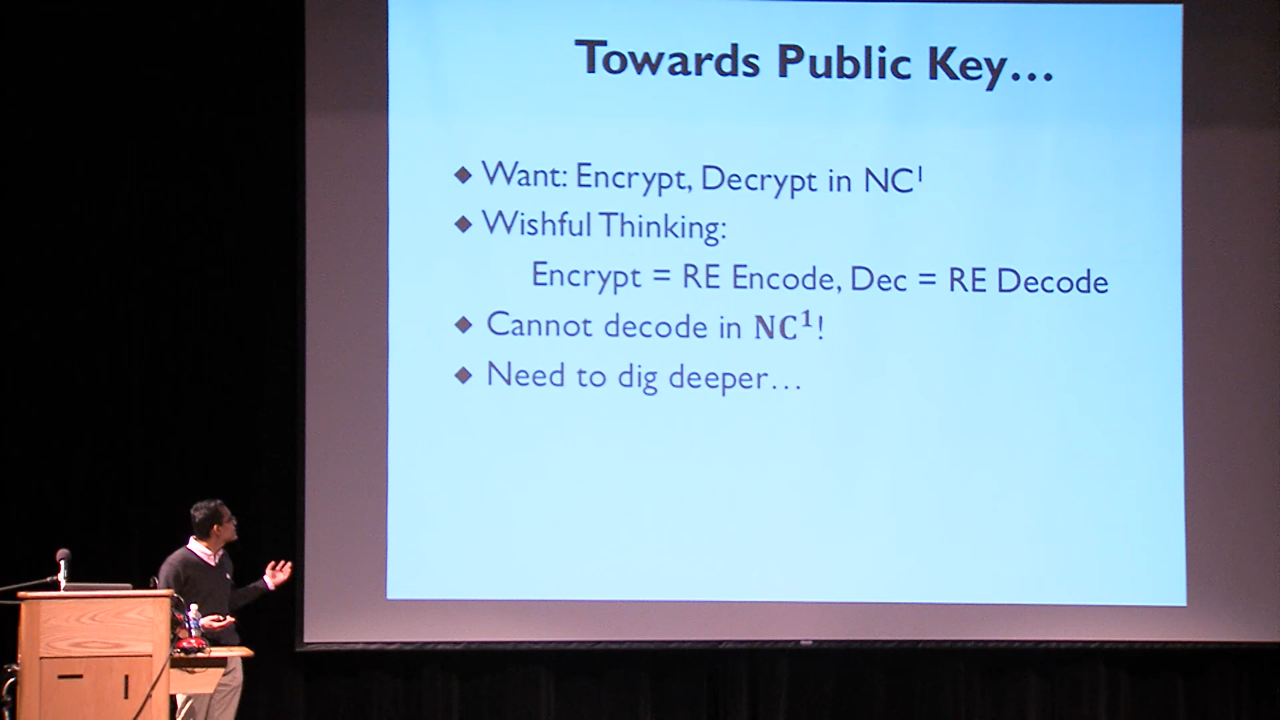 Towards Public Key...
◆ Want: Encrypt, Decrypt in NC¹
◆ Wishful Thinking:
Encrypt = RE Encode, Dec = RE Decode
◆ Cannot decode in NC¹!
◆ Need to dig deeper...